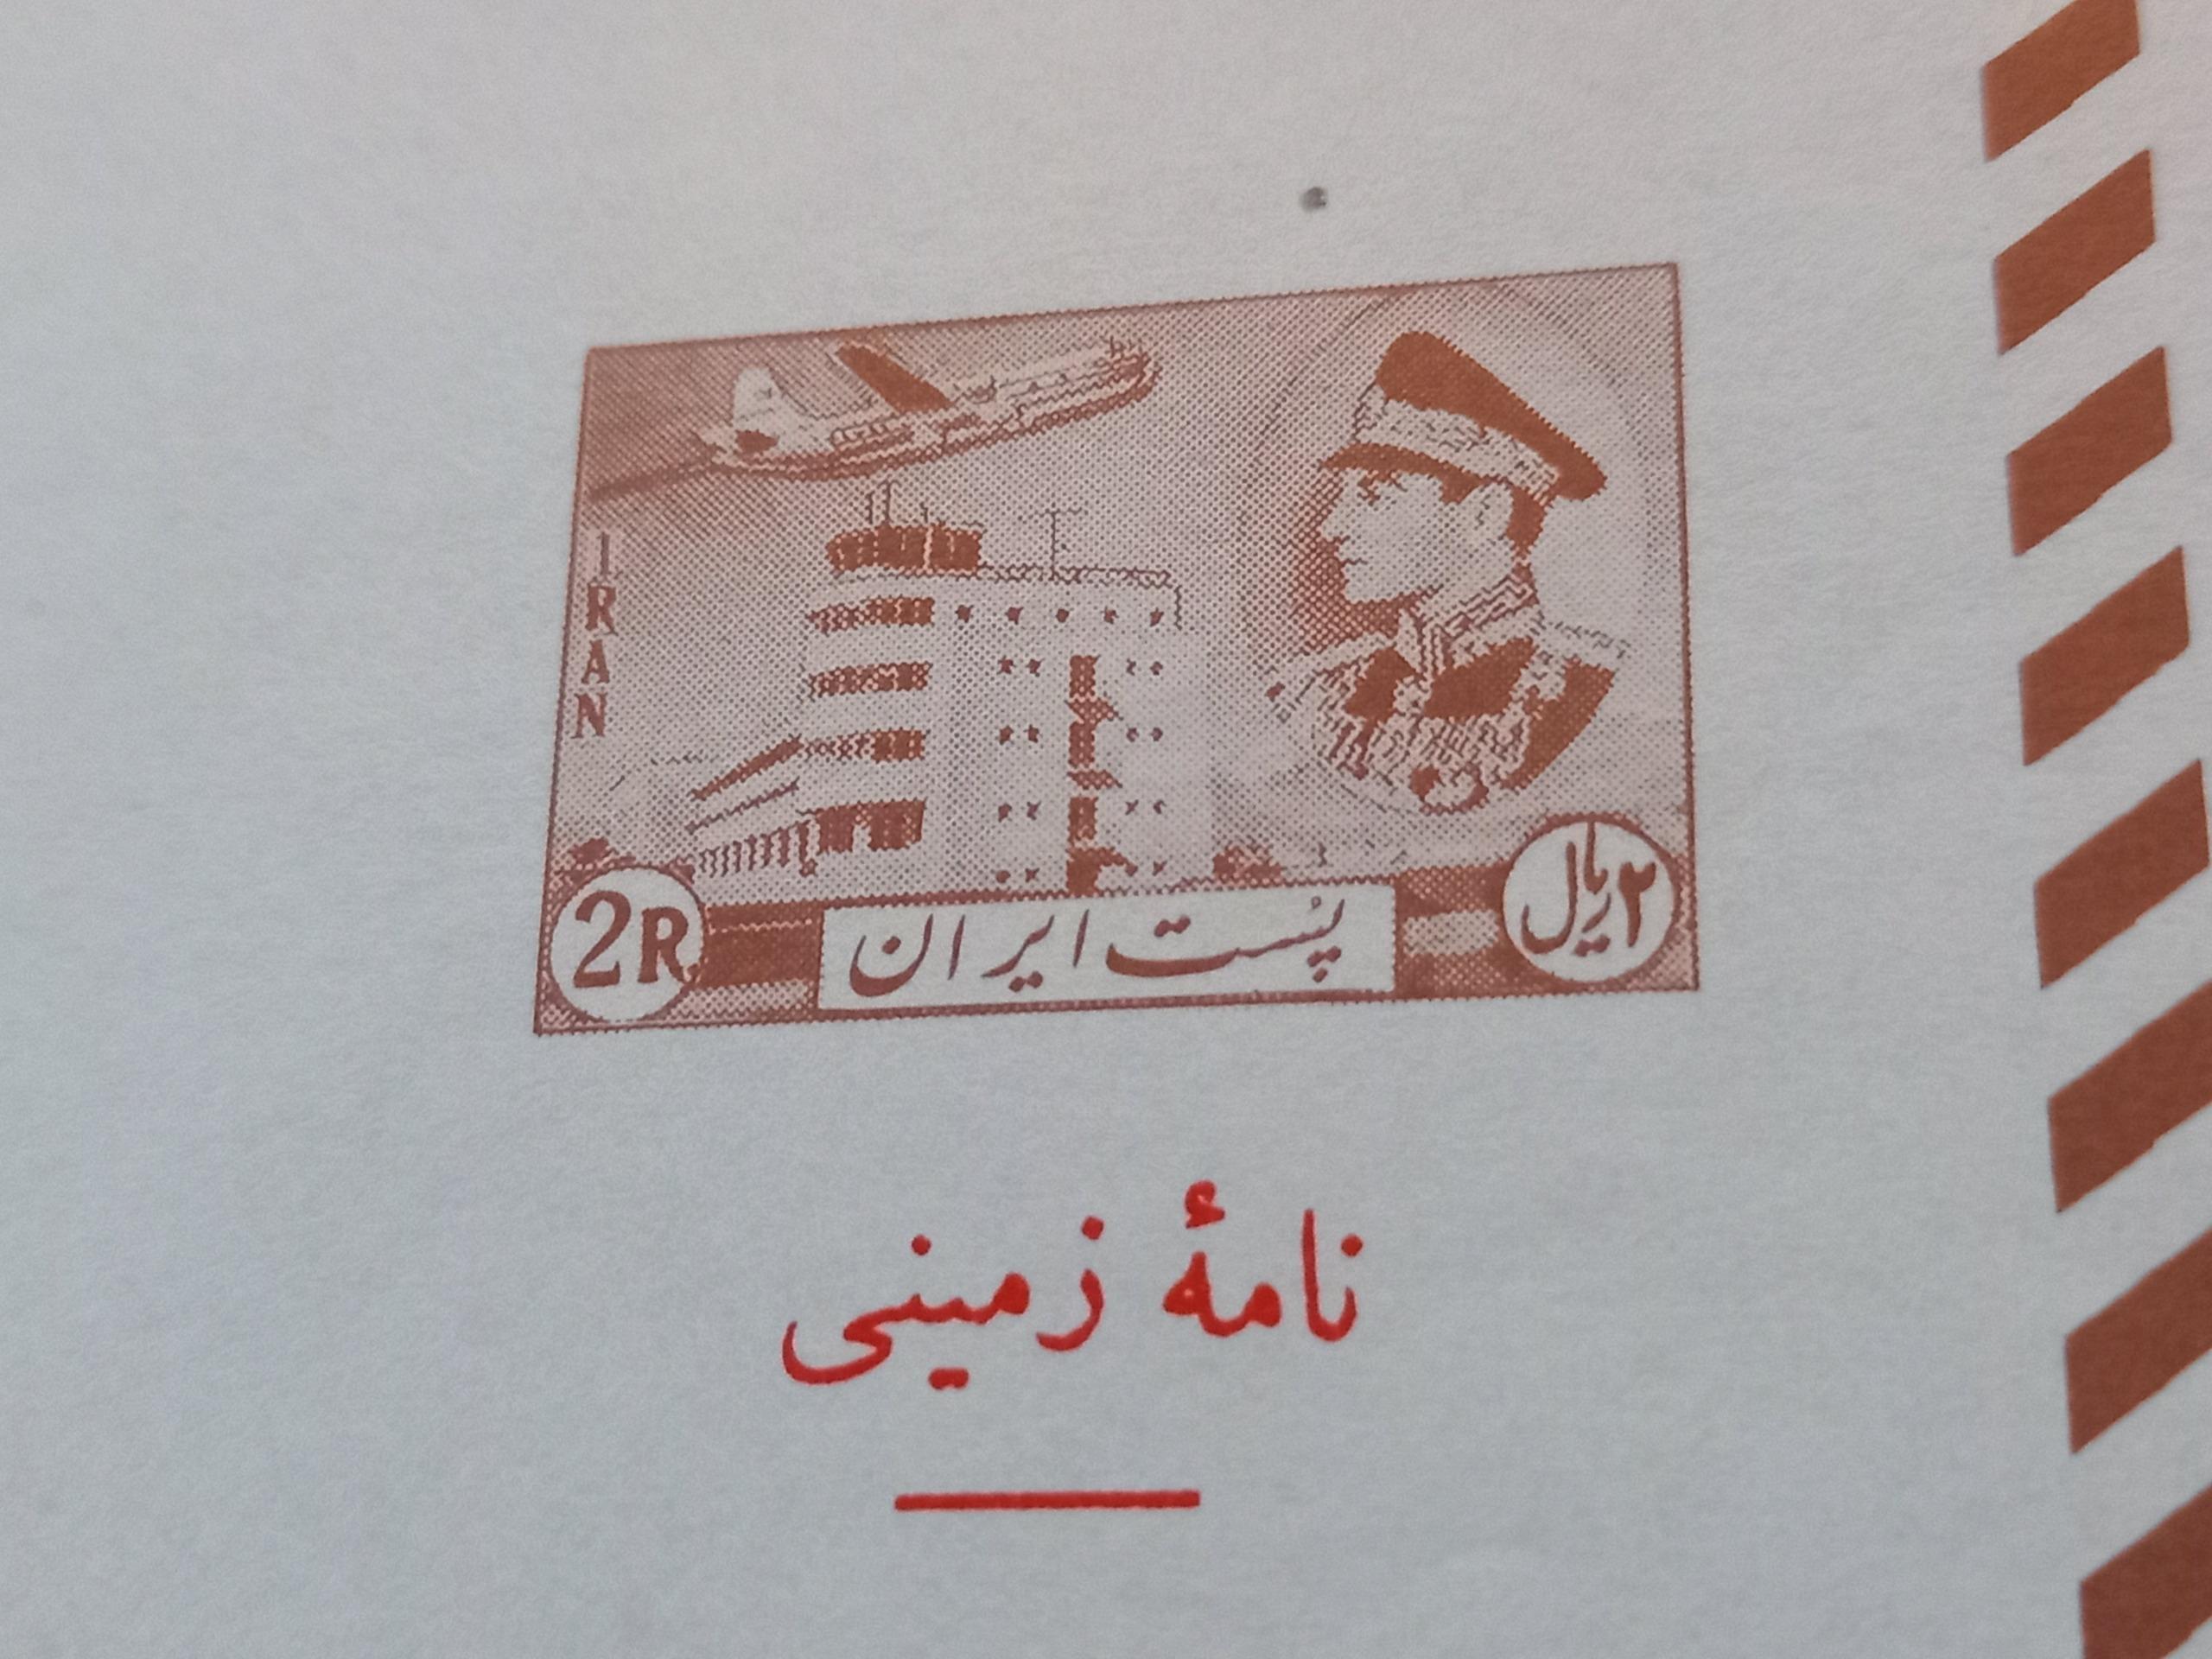 IRAN
2R
پست ایران
۲ ریال
نامهٔ زمینی